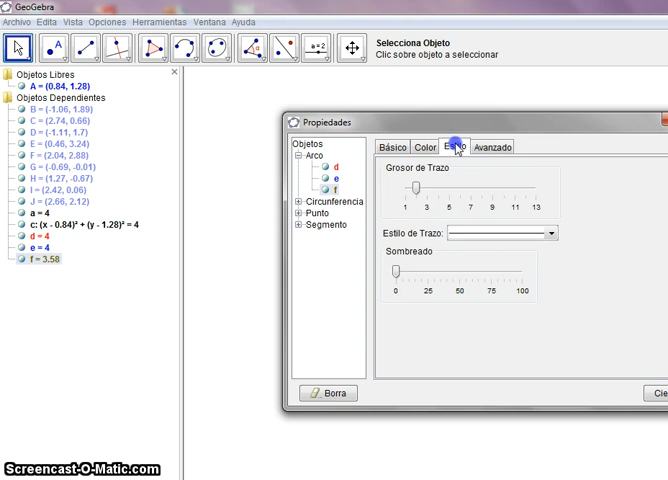 GeoGebra
Archivo Edita Vista Opciones Herramientas Ventana Ayuda
A
a = 2
Selecciona Objeto
Clic sobre objeto a seleccionar
Objetos Libres
A = (0.84, 1.28)
Objetos Dependientes
B = (-1.06, 1.89)
C = (2.74, 0.66)
D = (-1.11, 1.7)
E = (0.46, 3.24)
F = (2.04, 2.88)
G = (-0.69, -0.01)
H = (1.27, -0.67)
I = (2.42, 0.06)
J = (2.66, 2.12)
a = 4
c: (x - 0.84)² + (y - 1.28)² = 4
d = 4
e = 4
f = 3.58
Propiedades
Objetos
Arco
d
e
f
Circunferencia
Punto
Segmento
Básico Color Estilo Avanzado
Grosor de Trazo
1 3 5 7 9 11 13
Estilo de Trazo:
Sombreado
0 25 50 75 100
Borra
Cie
Screencast-O-Matic.com